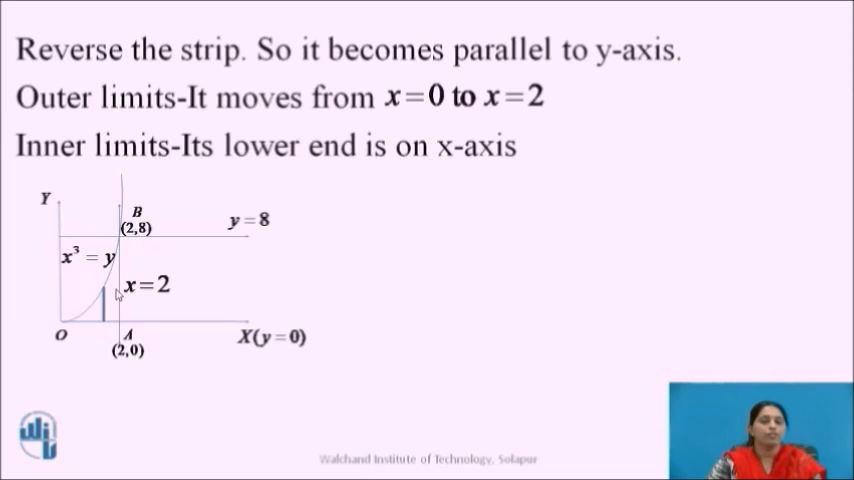 Reverse the strip. So it becomes parallel to y-axis.
Outer limits-It moves from x=0 to x=2
Inner limits-Its lower end is on x-axis
Y
B
(2,8)
y=8
x³ = y
x=2
O
A
(2,0)
X(y=0)
Walchand Institute of Technology, Solapur